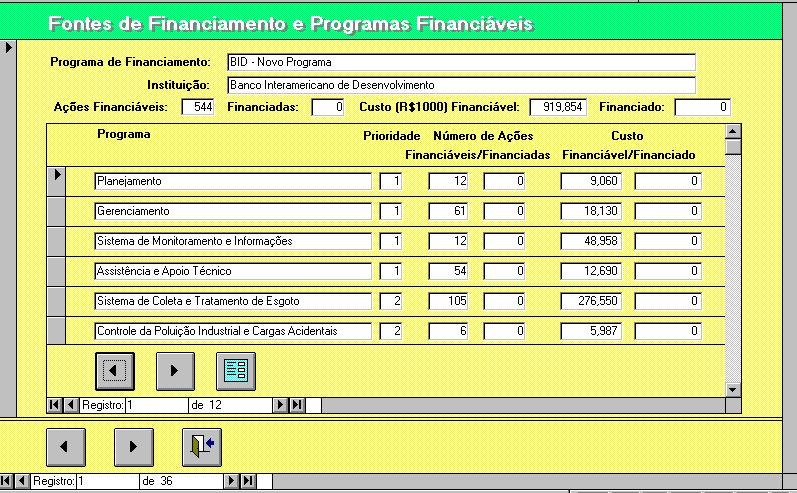 Fontes de Financiamento e Programas Financiáveis
Programa de Financiamento: BID - Novo Programa
Instituição: Banco Interamericano de Desenvolvimento
Ações Financiáveis: 544 Financiadas: 0 Custo (R$1000) Financiável: 919,854 Financiado: 0
Programa Prioridade Número de Ações Custo
Financiáveis/Financiadas Financiável/Financiado
Planejamento 1 12 0 9,060 0
Gerenciamento 1 61 0 18,130 0
Sistema de Monitoramento e Informações 1 12 0 48,958 0
Assistência e Apoio Técnico 1 54 0 12,690 0
Sistema de Coleta e Tratamento de Esgoto 2 105 0 276,550 0
Controle da Poluição Industrial e Cargas Acidentais 2 6 0 5,987 0
Registro: 1 de 12
Registro: 1 de 36